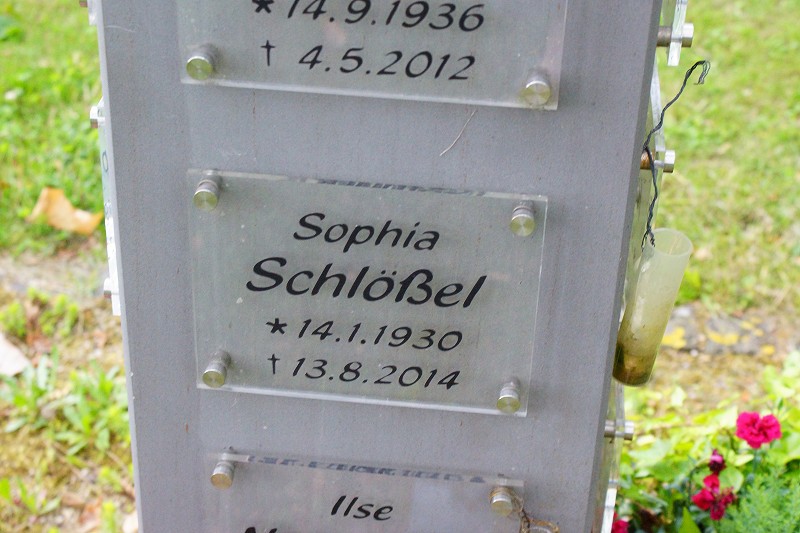 * 14.9.1936
† 4.5.2012
Sophia
Schlößel
* 14.1.1930
† 13.8.2014
Ilse